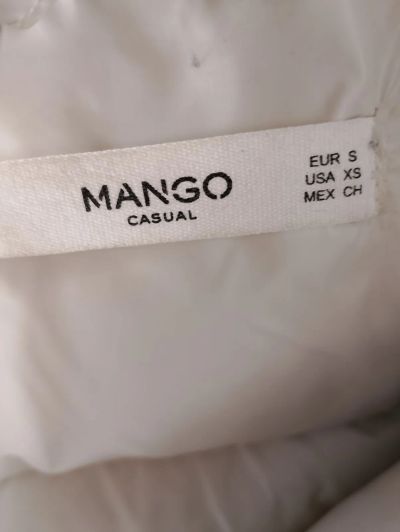 MANGO
CASUAL
EUR S
USA XS
MEX CH